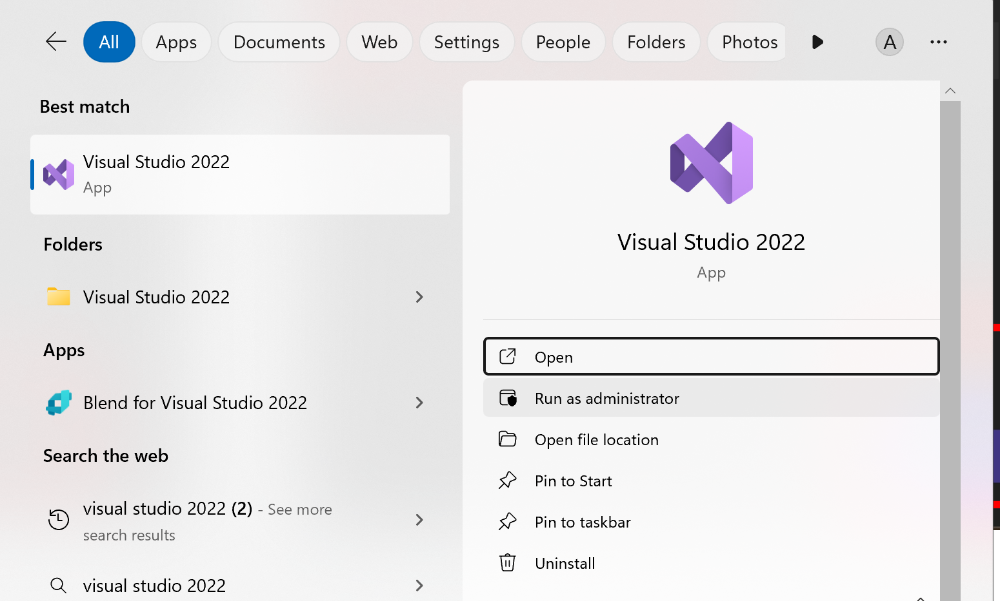 All
Apps
Documents
Web
Settings
People
Folders
Photos
A
Best match
Visual Studio 2022
App
Folders
Visual Studio 2022
Apps
Blend for Visual Studio 2022
Search the web
visual studio 2022 (2) - See more
search results
visual studio 2022
Visual Studio 2022
App
Open
Run as administrator
Open file location
Pin to Start
Pin to taskbar
Uninstall